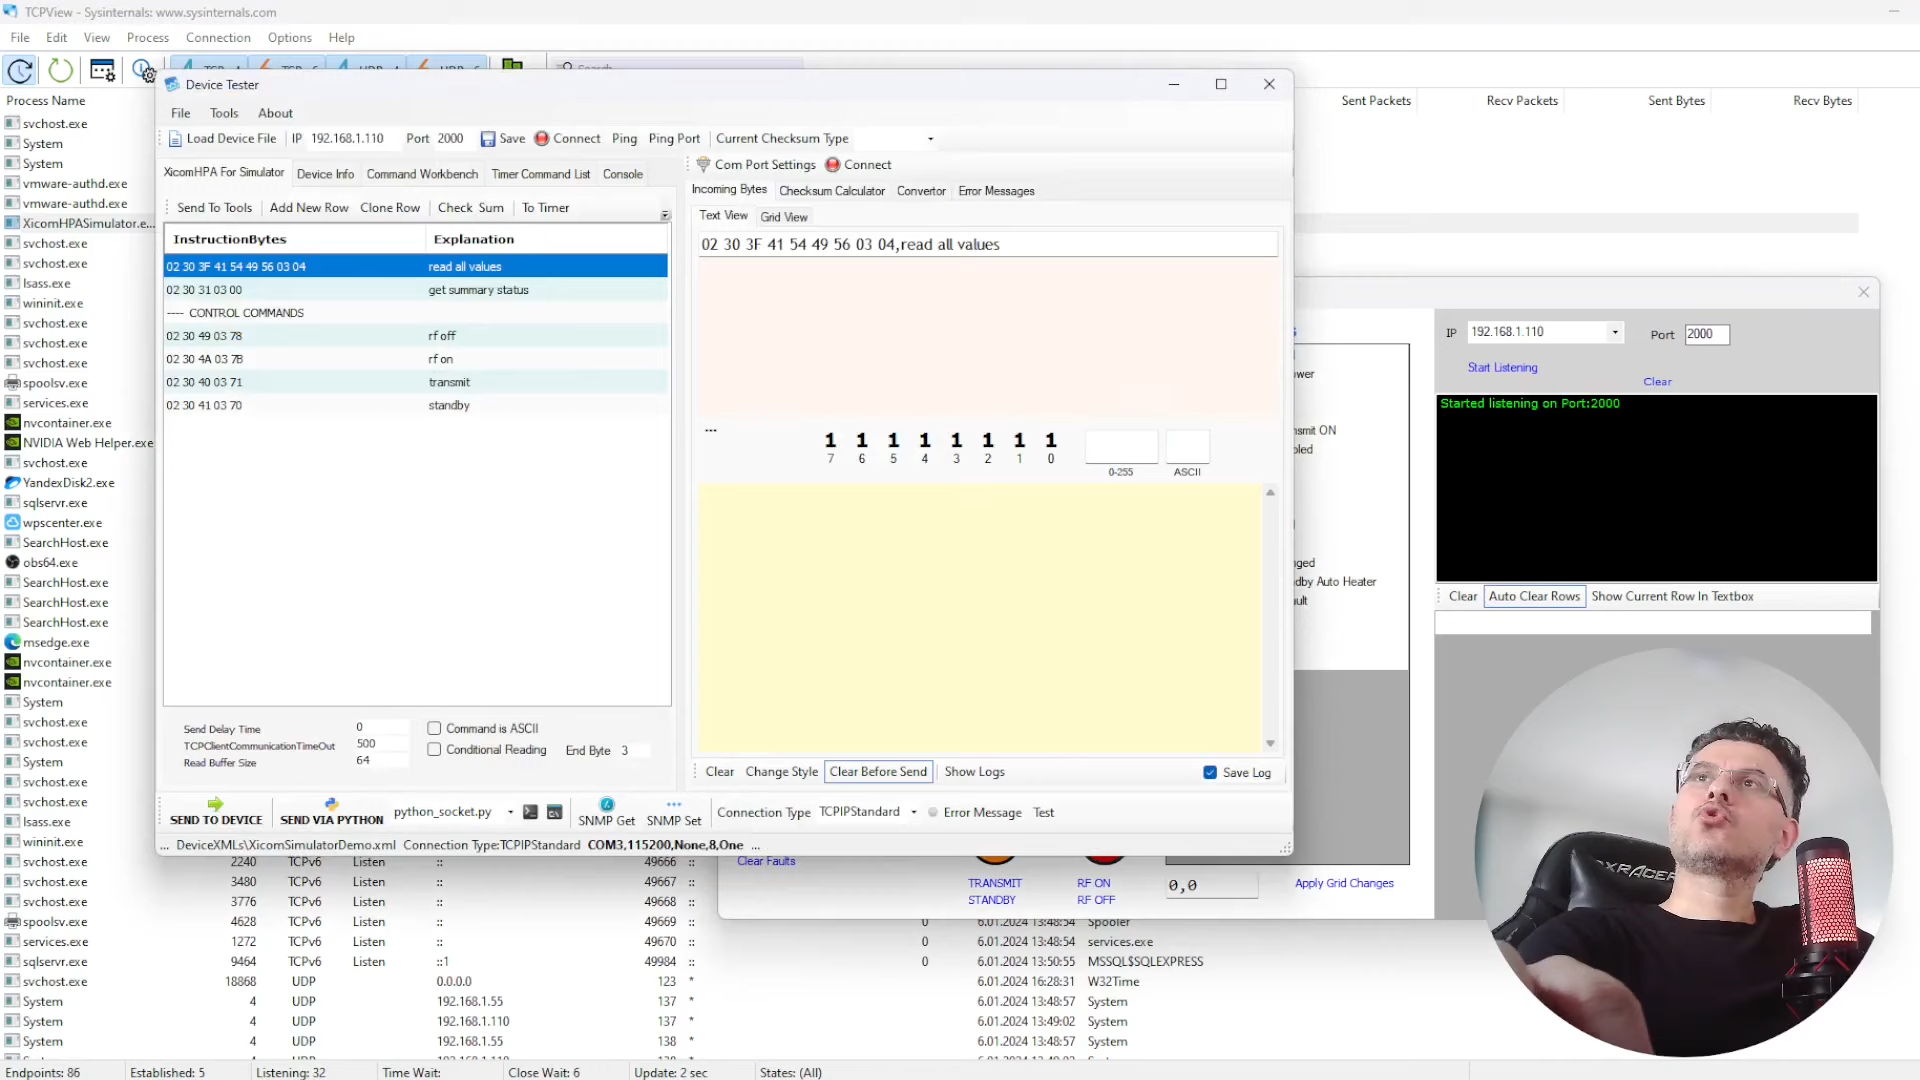 TCPView - Sysinternals: www.sysinternals.com
File Edit View Process Connection Options Help
Process Name
Sent Packets Recv Packets Sent Bytes Recv Bytes
svchost.exe
System
System
vmware-authd.exe
vmware-authd.exe
XicomHPASimulator.e...
svchost.exe
svchost.exe
lsass.exe
wininit.exe
svchost.exe
svchost.exe
svchost.exe
spoolsv.exe
services.exe
nvcontainer.exe
NVIDIA Web Helper.exe
svchost.exe
YandexDisk2.exe
sqlservr.exe
wpscenter.exe
SearchHost.exe
obs64.exe
SearchHost.exe
SearchHost.exe
SearchHost.exe
msedge.exe
nvcontainer.exe
nvcontainer.exe
System
svchost.exe
svchost.exe
System
svchost.exe
svchost.exe
lsass.exe
wininit.exe
Device Tester
File Tools About
Load Device File IP 192.168.1.110 Port 2000 Save Connect Ping Ping Port Current Checksum Type
XicomHPA For Simulator Device Info Command Workbench Timer Command List Console
Send To Tools Add New Row Clone Row Check Sum To Timer
InstructionBytes Explanation
02 30 3F 41 54 49 56 03 04 read all values
02 30 31 03 00 get summary status
---- CONTROL COMMANDS
02 30 49 03 78 rf off
02 30 4A 03 7B rf on
02 30 40 03 71 transmit
02 30 41 03 70 standby
Send Delay Time 0
TCPClientCommunicationTimeOut 500
Read Buffer Size 64
Command is ASCII
Conditional Reading End Byte 3
Com Port Settings Connect
Incoming Bytes Checksum Calculator Convertor Error Messages
Text View Grid View
02 30 3F 41 54 49 56 03 04,read all values
...
1 1 1 1 1 1 1 1
7 6 5 4 3 2 1 0
0-255 ASCII
Clear Change Style Clear Before Send Show Logs Save Log
SEND TO DEVICE SEND VIA PYTHON python_socket.py SNMP Get SNMP Set Connection Type TCPIPStandard Error Message Test
... DeviceXMLs\XicomSimulatorDemo.xml Connection Type:TCPIPStandard COM3,115200,None,8,One ...
IP 192.168.1.110 Port 2000
Start Listening
Clear
Started listening on Port:2000
Clear Auto Clear Rows Show Current Row In Textbox
ower
nsmit ON
bled
nged
dby Auto Heater
ault
Clear Faults
TRANSMIT RF ON 0,0 Apply Grid Changes
STANDBY RF OFF
svchost.exe 2240 TCPv6 Listen :: 49666 ::
svchost.exe 3480 TCPv6 Listen :: 49667 ::
svchost.exe 3776 TCPv6 Listen :: 49668 ::
spoolsv.exe 4628 TCPv6 Listen :: 49669 :: 0 6.01.2024 13:48:54 Spooler
services.exe 1272 TCPv6 Listen :: 49670 :: 0 6.01.2024 13:48:54 services.exe
sqlservr.exe 9464 TCPv6 Listen ::1 49984 :: 0 6.01.2024 13:50:55 MSSQL$SQLEXPRESS
svchost.exe 18868 UDP 0.0.0.0 123 * 6.01.2024 16:28:31 W32Time
System 4 UDP 192.168.1.55 137 * 6.01.2024 13:48:57 System
System 4 UDP 192.168.1.110 137 * 6.01.2024 13:49:02 System
System 4 UDP 192.168.1.55 138 * 6.01.2024 13:48:57 System
Endpoints: 86 Established: 5 Listening: 32 Time Wait: Close Wait: 6 Update: 2 sec States: (All)